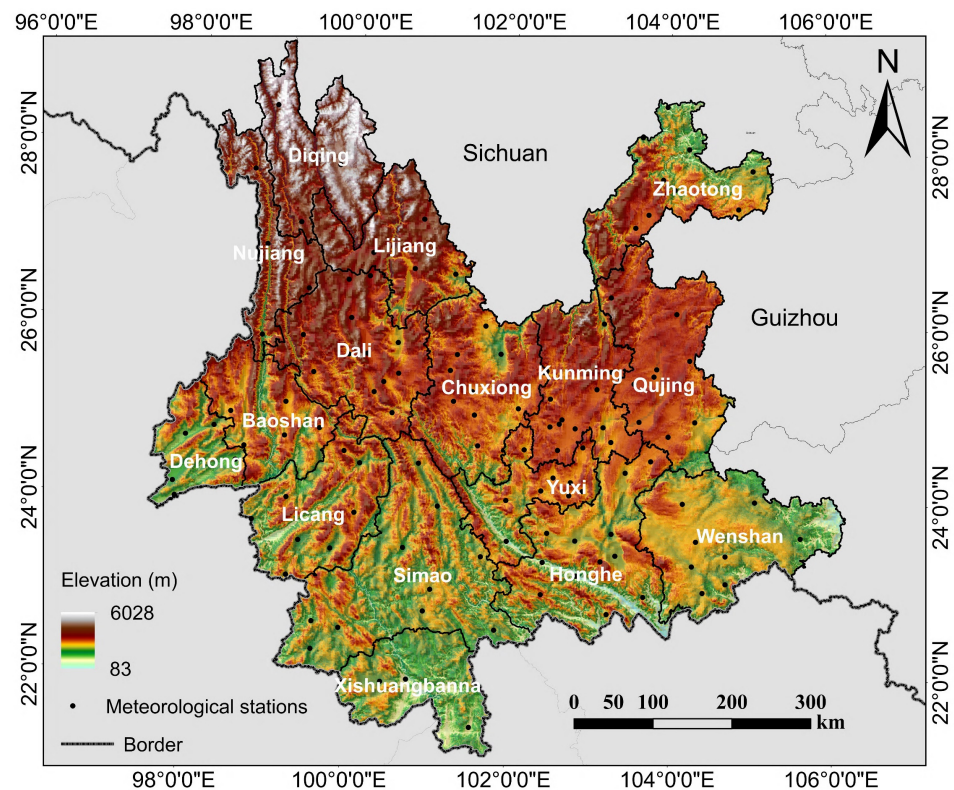 96°0'0"E 98°0'0"E 100°0'0"E 102°0'0"E 104°0'0"E 106°0'0"E
N
28°0'0"N
28°0'0"N
Sichuan
Diqing
Zhaotong
Nujiang
Lijiang
26°0'0"N
26°0'0"N
Guizhou
Dali
Kunming
Chuxiong
Qujing
Baoshan
Dehong
24°0'0"N
24°0'0"N
Yuxi
Licang
Wenshan
Simao
Honghe
Elevation (m)
6028
83
22°0'0"N
22°0'0"N
Xishuangbanna
Meteorological stations
Border
0 50 100 200 300
km
98°0'0"E 100°0'0"E 102°0'0"E 104°0'0"E 106°0'0"E